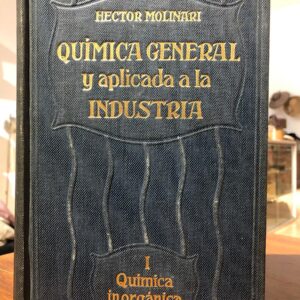 HECTOR MOLINARI
QUÍMICA GENERAL
y aplicada a la
INDUSTRIA
I
Química
inorgánica